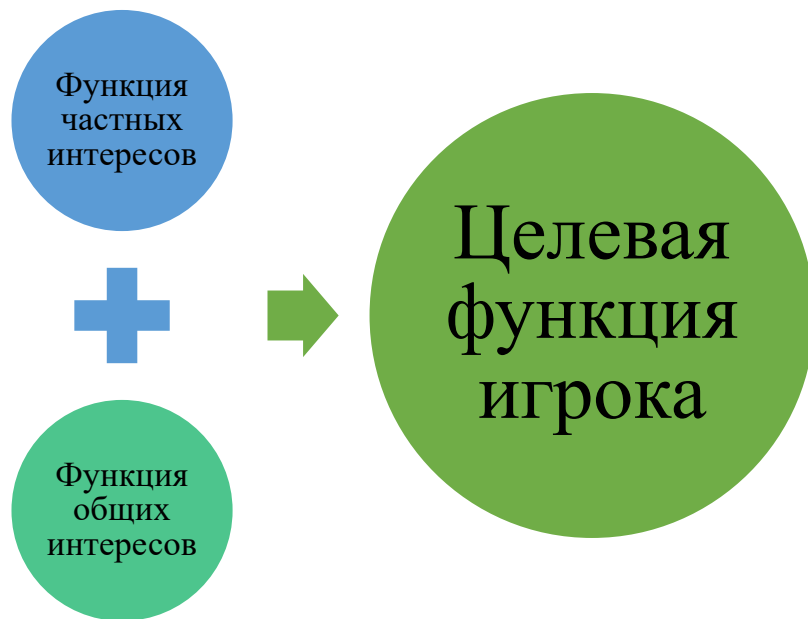 Функция
частных
интересов
Функция
общих
интересов
Целевая
функция
игрока